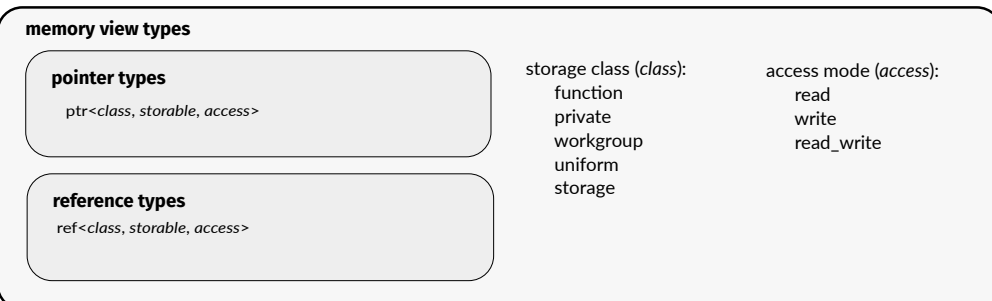 memory view types
pointer types
ptr<class, storable, access>
reference types
ref<class, storable, access>
storage class (class):
function
private
workgroup
uniform
storage
access mode (access):
read
write
read_write